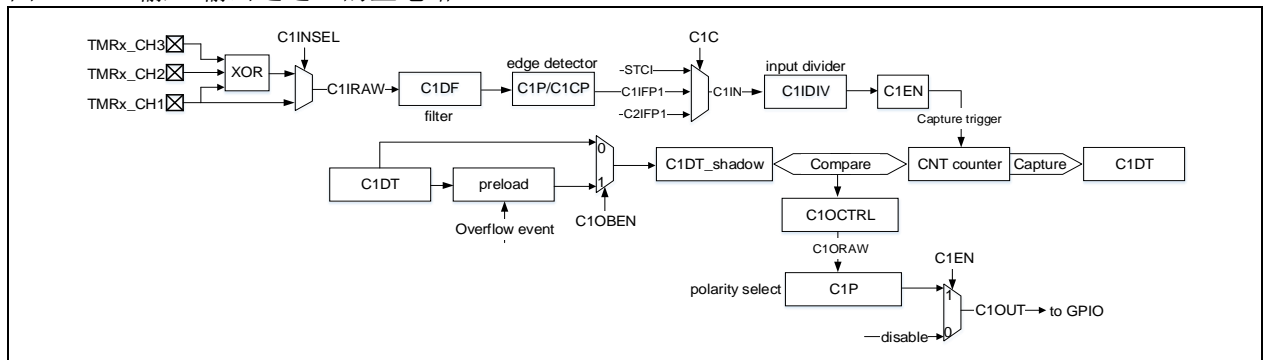 C1INSEL
C1C
TMRx_CH3
TMRx_CH2
TMRx_CH1
XOR
C1IRAW
C1DF
filter
edge detector
C1P/C1CP
STCI
C1IFP1
C2IFP1
C1IN
input divider
C1IDIV
C1EN
Capture trigger
C1DT
preload
Overflow event
0
1
C1OBEN
C1DT_shadow
Compare
CNT counter
Capture
C1DT
C1OCTRL
C1ORAW
polarity select
C1P
C1EN
1
0
disable
C1OUT
to GPIO